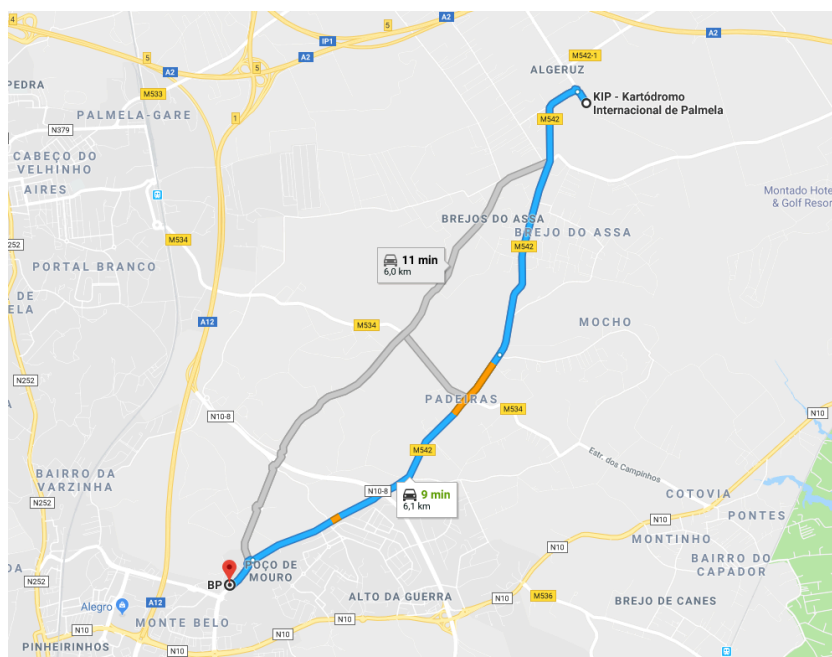 A2
5
IP1
5
A2
M542-1
A2
5
A2
5
ALGERUZ
PEDRA
M533
KIP - Kartódromo
Internacional de Palmela
PALMELA-GARE
1
M542
N379
CABEÇO DO
VELHINHO
AIRES
Montado Hote
& Golf Resor
BREJOS DO ASSA
BREJO DO ASSA
M534
252
M542
11 min
6,0 km
PORTAL BRANCO
E DE
ELA
A12
M534
MOCHO
N252
PADEIRAS
M534
N10-8
N10
M542
Estr. dos Campinhos
BAIRRO DA
VARZINHA
N10-8
9 min
6,1 km
COTOVIA
N252
PONTES
N10
MONTINHO
N10
BAIRRO DO
CAPADOR
POÇO DE
MOURO
DA
N252
BP
ALTO DA GUERRA
N10
M536
BREJO DE CANES
Alegro
A12
MONTE BELO
N10
N10
PINHEIRINHOS